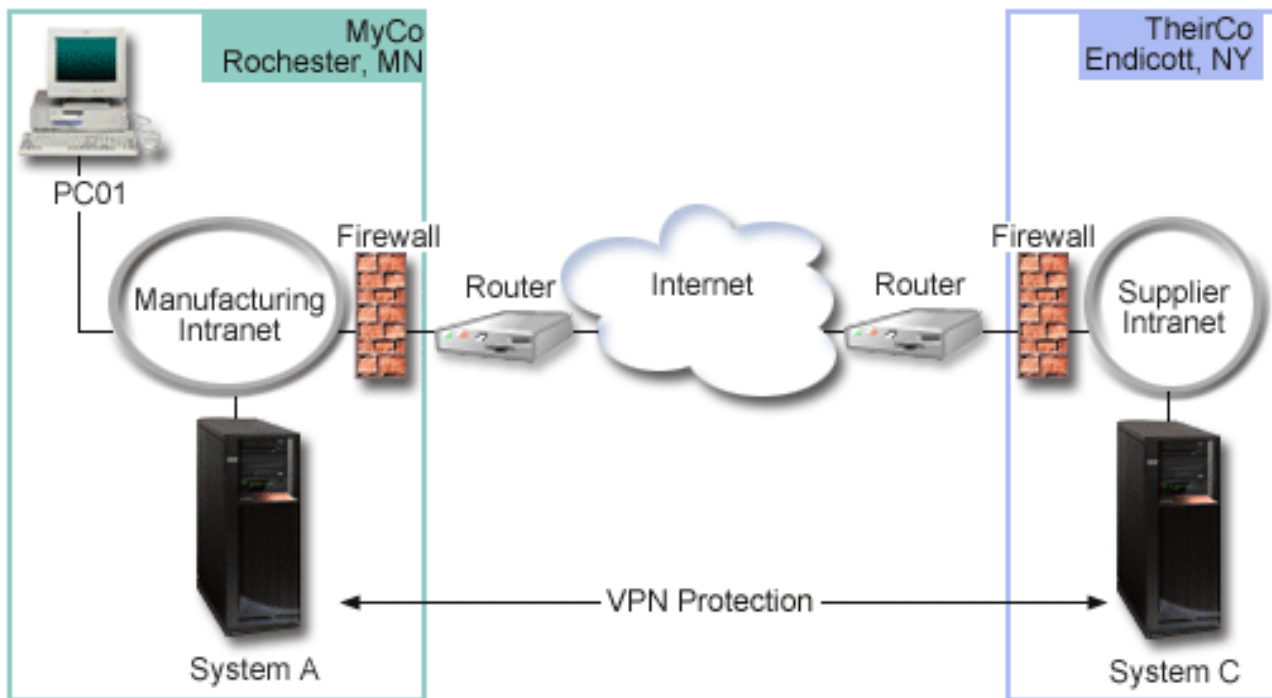 MyCo
Rochester, MN
TheirCo
Endicott, NY
PC01
Firewall
Firewall
Router
Internet
Router
Manufacturing
Intranet
Supplier
Intranet
VPN Protection
System A
System C